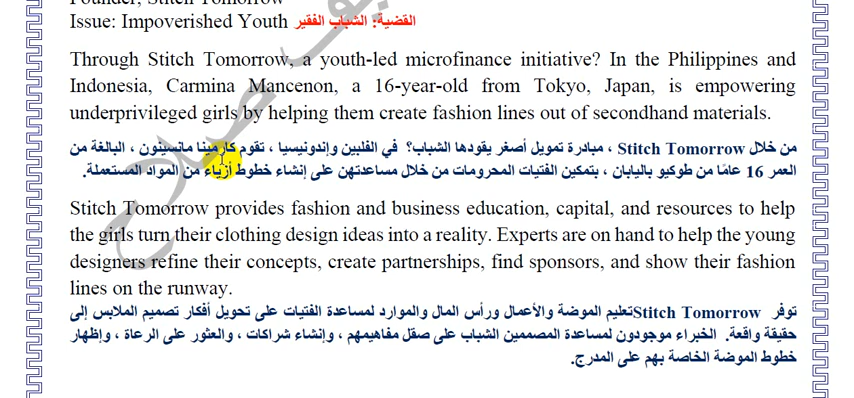 Founder, Stitch Tomorrow
Issue: Impoverished Youth القضية: الشباب الفقير
Through Stitch Tomorrow, a youth-led microfinance initiative? In the Philippines and
Indonesia, Carmina Mancenon, a 16-year-old from Tokyo, Japan, is empowering
underprivileged girls by helping them create fashion lines out of secondhand materials.
من خلال Stitch Tomorrow ، مبادرة تمويل أصغر يقودها الشباب؟ في الفلبين وإندونيسيا ، تقوم كارمينا مانسينون ، البالغة من
العمر 16 عامًا من طوكيو باليابان ، بتمكين الفتيات المحرومات من خلال مساعدتهن على إنشاء خطوط أزياء من المواد المستعملة.
Stitch Tomorrow provides fashion and business education, capital, and resources to help
the girls turn their clothing design ideas into a reality. Experts are on hand to help the young
designers refine their concepts, create partnerships, find sponsors, and show their fashion
lines on the runway.
توفر Stitch Tomorrowتعليم الموضة والأعمال ورأس المال والموارد لمساعدة الفتيات على تحويل أفكار تصميم الملابس إلى
حقيقة واقعة. الخبراء موجودون لمساعدة المصممين الشباب على صقل مفاهيمهم ، وإنشاء شراكات ، والعثور على الرعاة ، وإظهار
خطوط الموضة الخاصة بهم على المدرج.